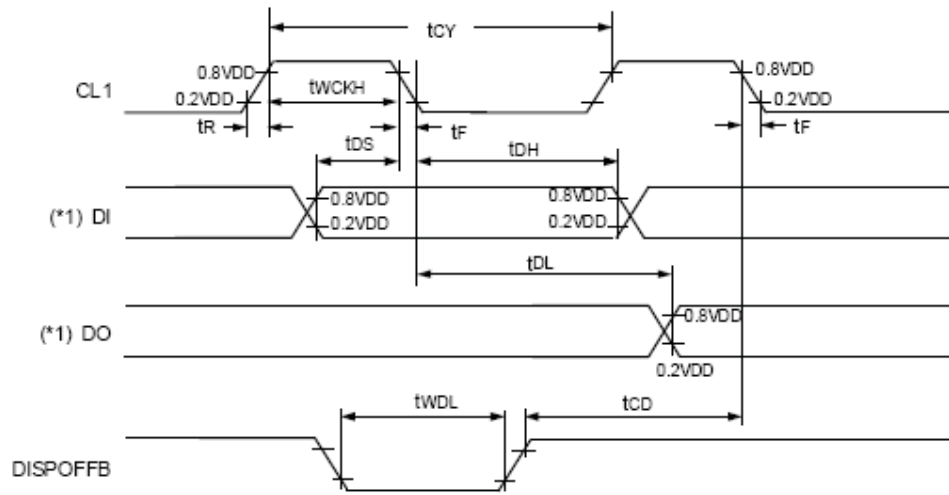 tCY
0.8VDD
0.8VDD
CL1
tWCKH
0.2VDD
0.2VDD
tR
tF
tF
tDS
tDH
0.8VDD
0.8VDD
(*1) DI
0.2VDD
0.2VDD
tDL
0.8VDD
(*1) DO
0.2VDD
tWDL
tCD
DISPOFFB